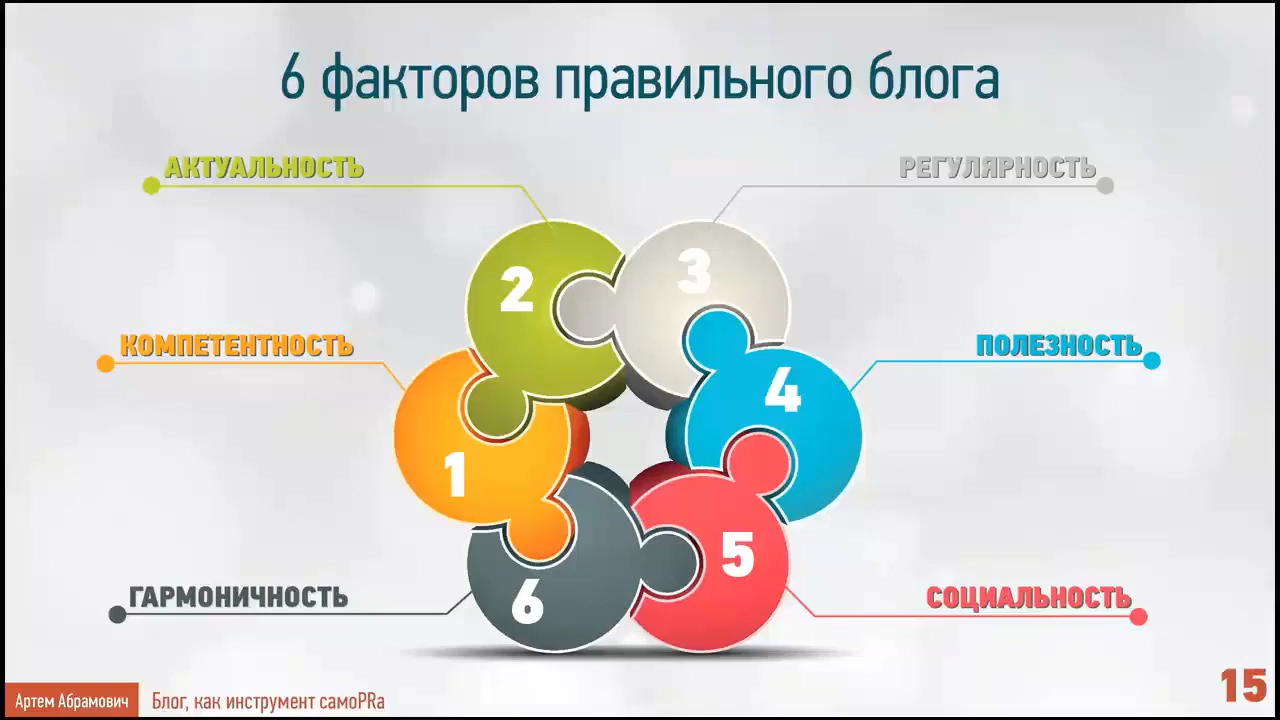 6 факторов правильного блога
АКТУАЛЬНОСТЬ
РЕГУЛЯРНОСТЬ
2
3
КОМПЕТЕНТНОСТЬ
ПОЛЕЗНОСТЬ
4
1
5
6
ГАРМОНИЧНОСТЬ
СОЦИАЛЬНОСТЬ
Артем Абрамович
Блог, как инструмент самоPRа
15